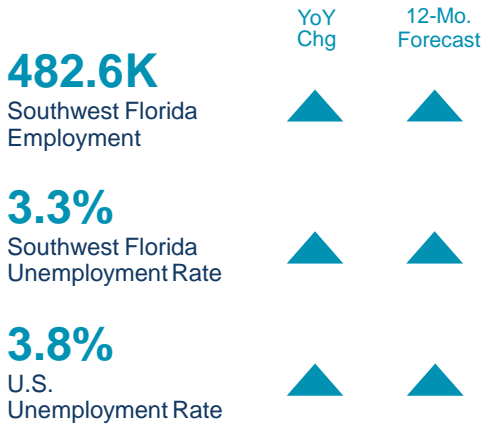 YoY
Chg
12-Mo.
Forecast
482.6K
Southwest Florida
Employment
3.3%
Southwest Florida
Unemployment Rate
3.8%
U.S.
Unemployment Rate